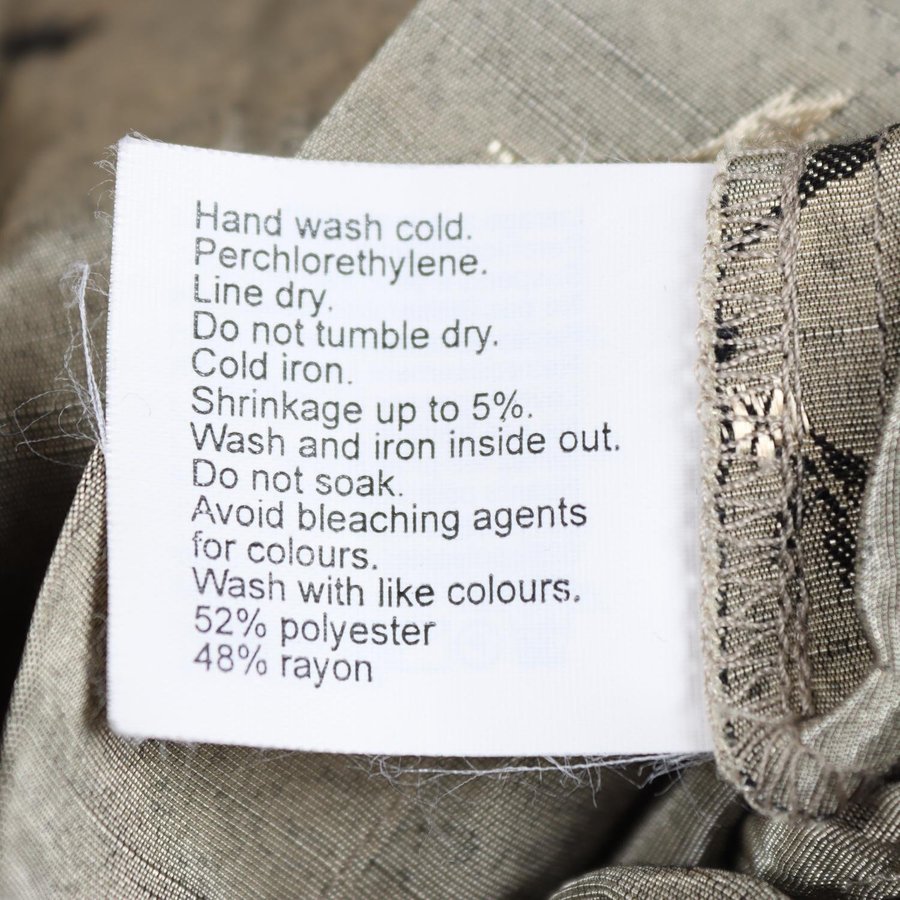 Hand wash cold.
Perchlorethylene.
Line dry.
Do not tumble dry.
Cold iron.
Shrinkage up to 5%.
Wash and iron inside out.
Do not soak.
Avoid bleaching agents
for colours.
Wash with like colours.
52% polyester
48% rayon